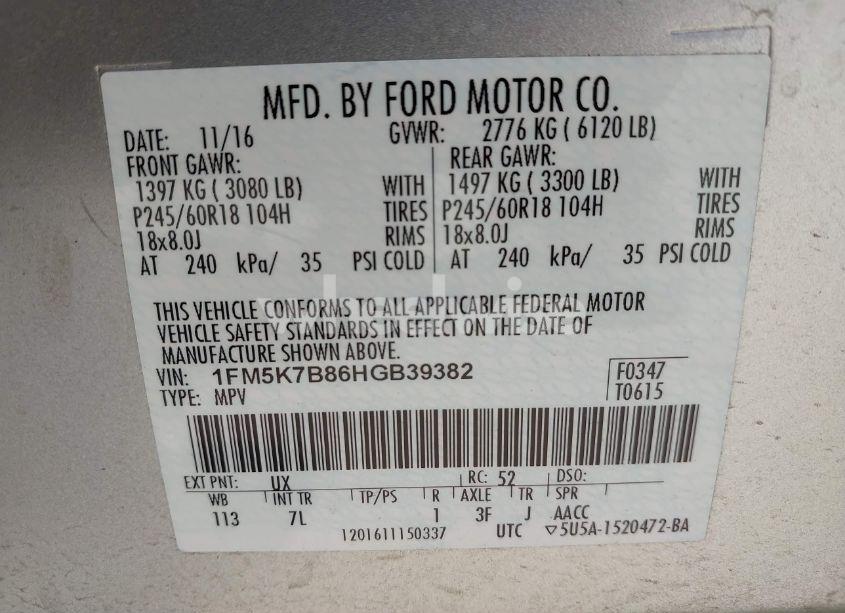 MFD. BY FORD MOTOR CO.
DATE: 11/16 GVWR: 2776 KG ( 6120 LB)
FRONT GAWR: REAR GAWR:
1397 KG ( 3080 LB) WITH 1497 KG ( 3300 LB) WITH
P245/60R18 104H TIRES P245/60R18 104H TIRES
18x8.0J RIMS 18x8.0J RIMS
AT 240 kPa/ 35 PSI COLD AT 240 kPa/ 35 PSI COLD
THIS VEHICLE CONFORMS TO ALL APPLICABLE FEDERAL MOTOR
VEHICLE SAFETY STANDARDS IN EFFECT ON THE DATE OF
MANUFACTURE SHOWN ABOVE.
VIN: 1FM5K7B86HGB39382 F0347
TYPE: MPV T0615
EXT PNT: UX RC: 52 DSO:
WB INT TR TP/PS R AXLE TR SPR
113 7L 1 3F J AACC
1201611150337 UTC ▽5U5A-1520472-BA